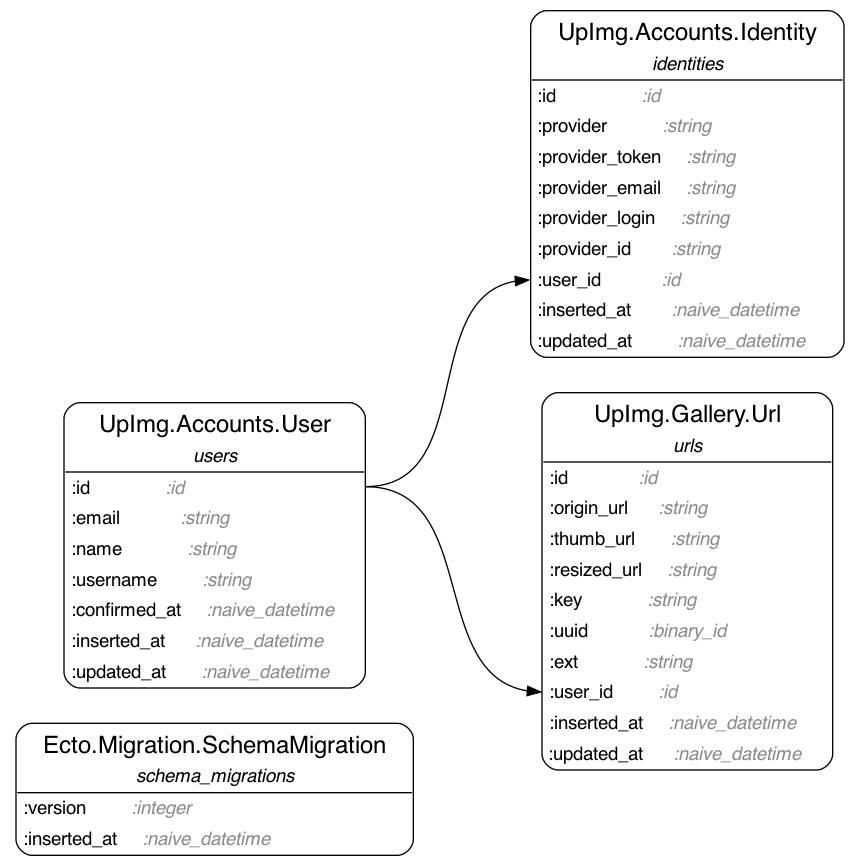 UpImg.Accounts.Identity
identities
:id :id
:provider :string
:provider_token :string
:provider_email :string
:provider_login :string
:provider_id :string
:user_id :id
:inserted_at :naive_datetime
:updated_at :naive_datetime
UpImg.Accounts.User
users
:id :id
:email :string
:name :string
:username :string
:confirmed_at :naive_datetime
:inserted_at :naive_datetime
:updated_at :naive_datetime
UpImg.Gallery.Url
urls
:id :id
:origin_url :string
:thumb_url :string
:resized_url :string
:key :string
:uuid :binary_id
:ext :string
:user_id :id
:inserted_at :naive_datetime
:updated_at :naive_datetime
Ecto.Migration.SchemaMigration
schema_migrations
:version :integer
:inserted_at :naive_datetime